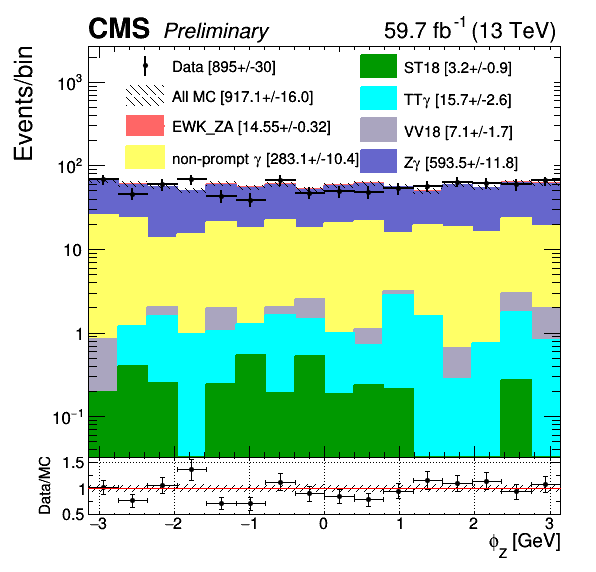 CMS Preliminary 59.7 fb⁻¹ (13 TeV)
Events/bin
Data [895+/-30]
All MC [917.1+/-16.0]
EWK_ZA [14.55+/-0.32]
non-prompt γ [283.1+/-10.4]
ST18 [3.2+/-0.9]
TTγ [15.7+/-2.6]
VV18 [7.1+/-1.7]
Zγ [593.5+/-11.8]
10³
10²
10
1
10⁻¹
Data/MC
1.5
1
0.5
−3 −2 −1 0 1 2 3
ϕ_Z [GeV]